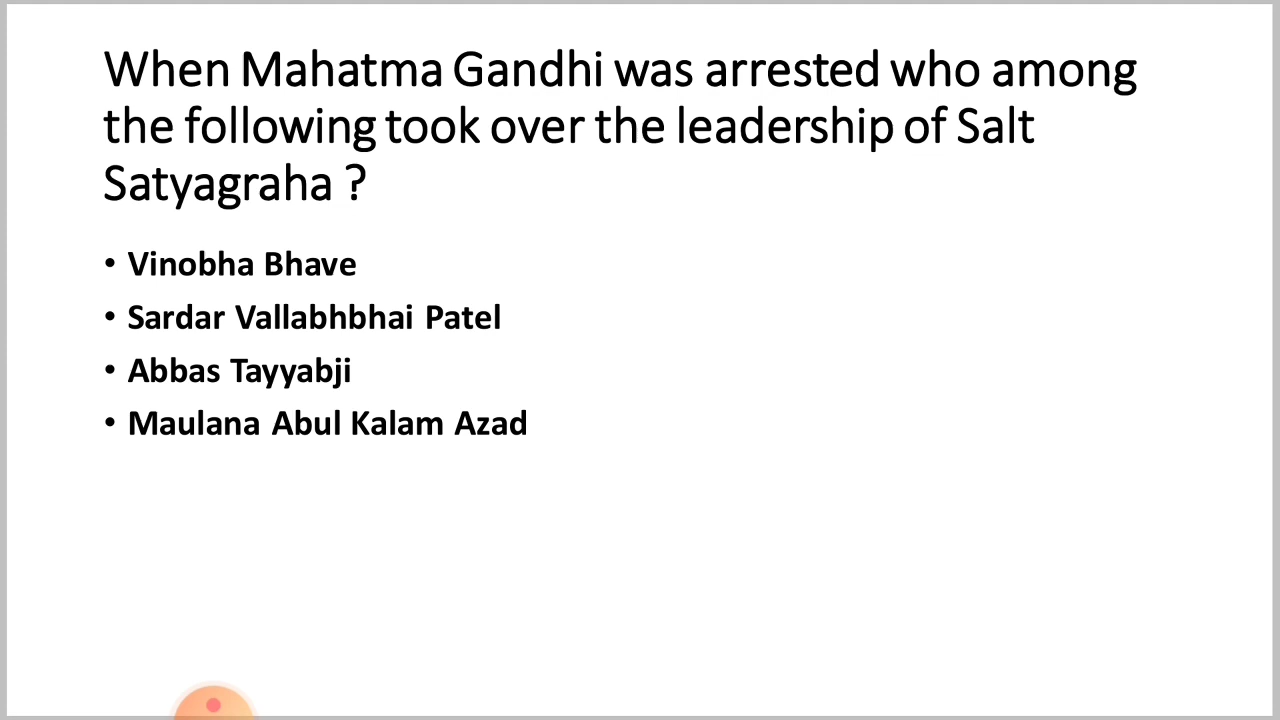 When Mahatma Gandhi was arrested who among
the following took over the leadership of Salt
Satyagraha ?
• Vinobha Bhave
• Sardar Vallabhbhai Patel
• Abbas Tayyabji
• Maulana Abul Kalam Azad